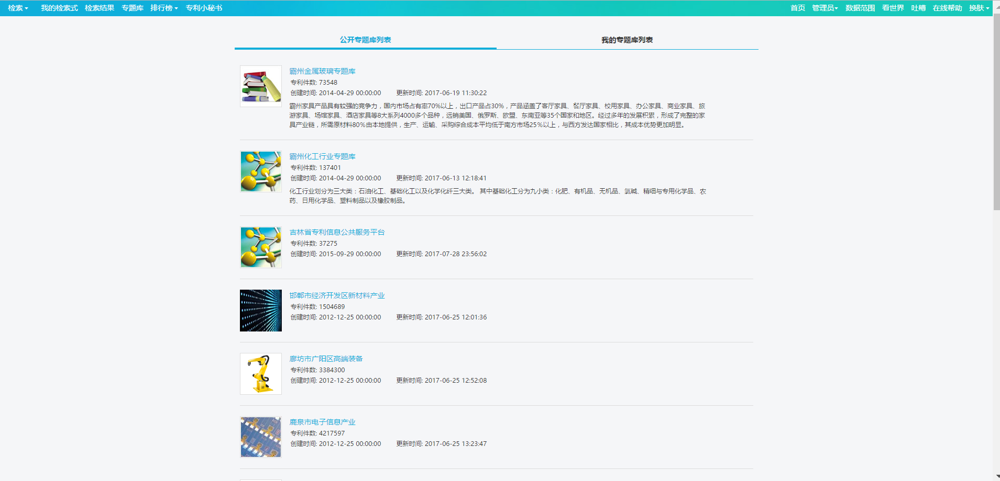 检索 我的检索式 检索结果 专题库 排行榜 专利小秘书 首页 管理员 数据范围 看世界 吐槽 在线帮助 换肤
公开专题库列表 我的专题库列表
霸州金属玻璃专题库
专利件数: 73548
创建时间: 2014-04-29 00:00:00 更新时间: 2017-06-19 11:30:22
霸州家具产品具有较强的竞争力，国内市场占有率70%以上，出口产品占30%，产品涵盖了客厅家具、餐厅家具、校用家具、办公家具、商业家具、旅
游家具、场馆家具、酒店家具等8大系列4000多个品种，远销美国、俄罗斯、欧盟、东南亚等35个国家和地区。经过多年的发展积累，形成了完整的家
具产业链，所需原材料80%由本地提供，生产、运输、采购综合成本平均低于南方市场25%以上，与西方发达国家相比，其成本优势更加明显。
霸州化工行业专题库
专利件数: 137401
创建时间: 2014-04-29 00:00:00 更新时间: 2017-06-13 12:18:41
化工行业划分为三大类：石油化工、基础化工以及化学化纤三大类。 其中基础化工分为九小类：化肥、有机品、无机品、氯碱、精细与专用化学品、农
药、日用化学品、塑料制品以及橡胶制品。
吉林省专利信息公共服务平台
专利件数: 37275
创建时间: 2015-09-29 00:00:00 更新时间: 2017-07-28 23:56:02
邯郸市经济开发区新材料产业
专利件数: 1504689
创建时间: 2012-12-25 00:00:00 更新时间: 2017-06-25 12:01:36
廊坊市广阳区高端装备
专利件数: 3384300
创建时间: 2012-12-25 00:00:00 更新时间: 2017-06-25 12:52:08
鹿泉市电子信息产业
专利件数: 4217597
创建时间: 2012-12-25 00:00:00 更新时间: 2017-06-25 13:23:47